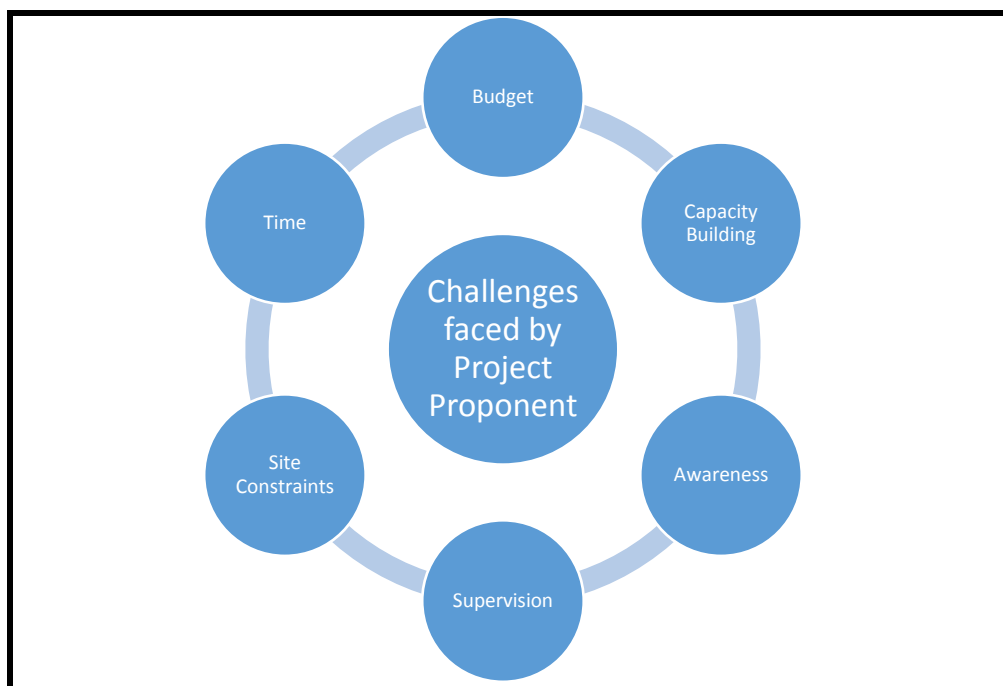 Budget
Capacity
Building
Awareness
Supervision
Site
Constraints
Time
Challenges
faced by
Project
Proponent